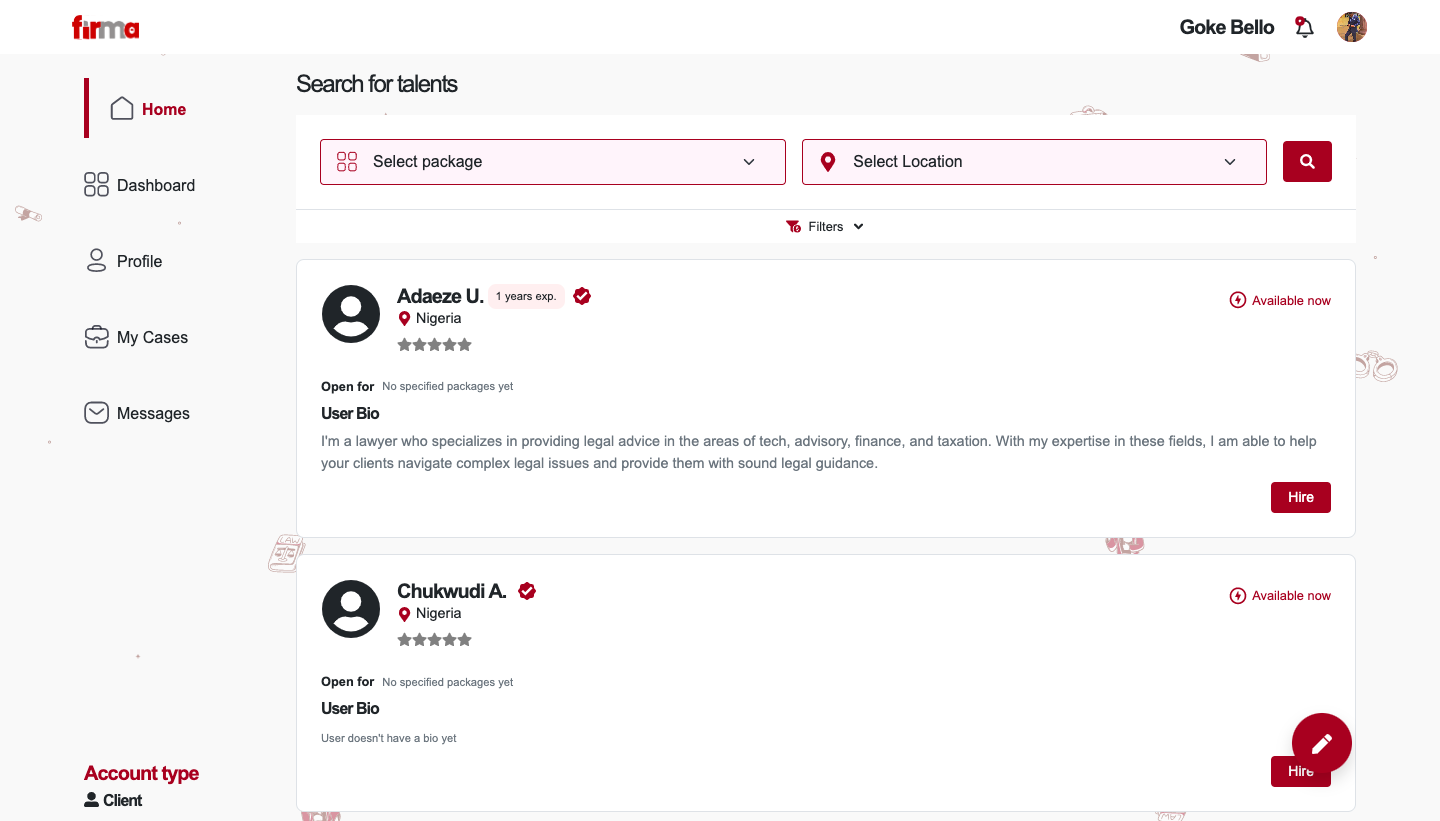 firma
Goke Bello
Home
Dashboard
Profile
My Cases
Messages
Account type
Client
Search for talents
Select package
Select Location
Filters
Adaeze U. 1 years exp.
Available now
Nigeria
Open for No specified packages yet
User Bio
I'm a lawyer who specializes in providing legal advice in the areas of tech, advisory, finance, and taxation. With my expertise in these fields, I am able to help
your clients navigate complex legal issues and provide them with sound legal guidance.
Hire
LAW
Chukwudi A.
Available now
Nigeria
Open for No specified packages yet
User Bio
User doesn't have a bio yet
Hire